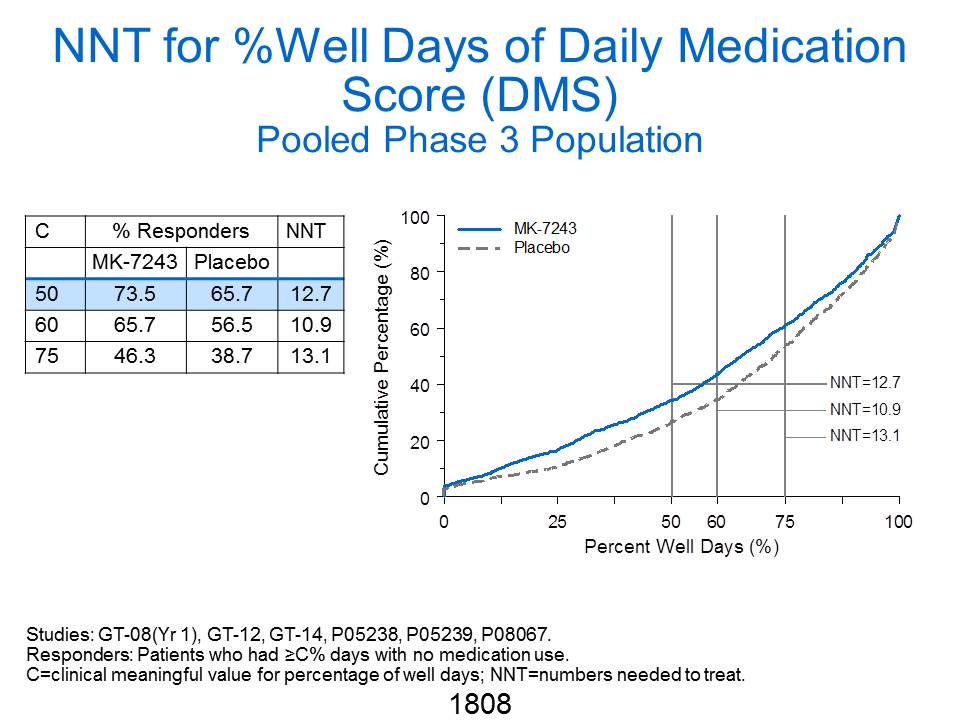 NNT for %Well Days of Daily Medication
Score (DMS)
Pooled Phase 3 Population
C % Responders NNT
MK-7243 Placebo
50 73.5 65.7 12.7
60 65.7 56.5 10.9
75 46.3 38.7 13.1
Cumulative Percentage (%)
100
80
60
40
20
0
MK-7243
Placebo
NNT=12.7
NNT=10.9
NNT=13.1
0 25 50 60 75 100
Percent Well Days (%)
Studies: GT-08(Yr 1), GT-12, GT-14, P05238, P05239, P08067.
Responders: Patients who had ≥C% days with no medication use.
C=clinical meaningful value for percentage of well days; NNT=numbers needed to treat.
1808